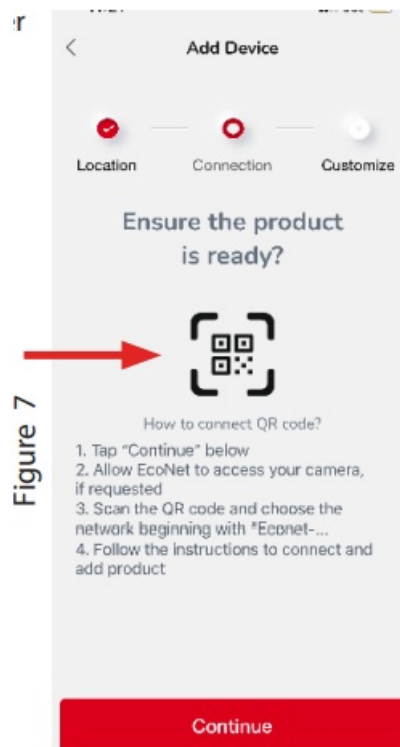 Add Device
Location Connection Customize
Ensure the product
is ready?
Figure 7
How to connect QR code?
1. Tap "Continue" below
2. Allow EcoNet to access your camera,
if requested
3. Scan the QR code and choose the
network beginning with "Econet-...
4. Follow the instructions to connect and
add product
Continue